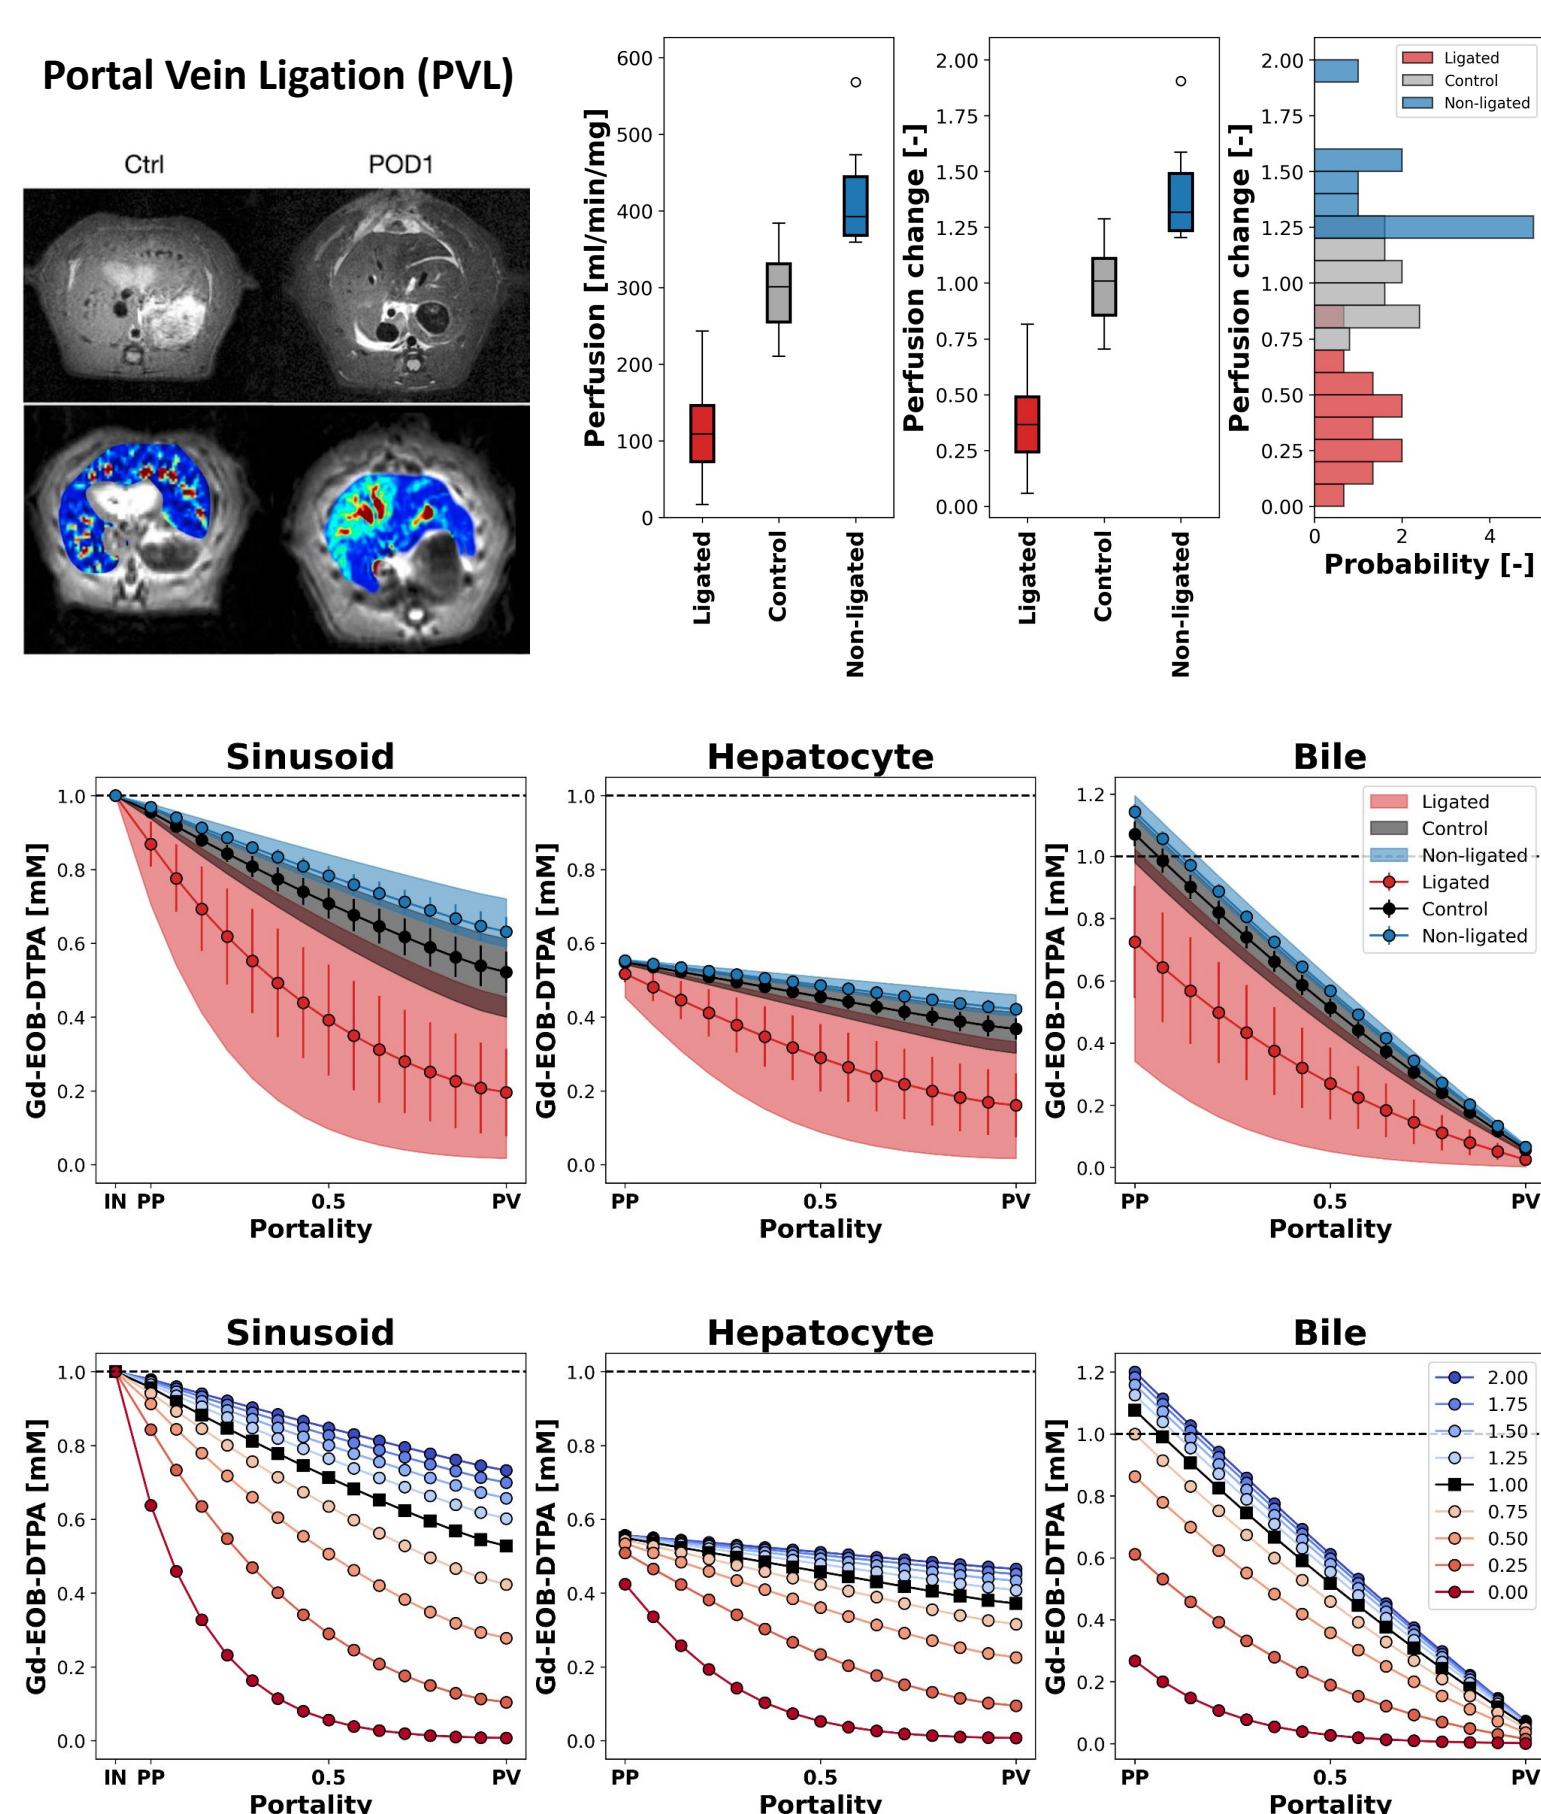 Portal Vein Ligation (PVL)
Ctrl
POD1
Perfusion [ml/min/mg]
600
500
400
300
200
100
0
Ligated
Control
Non-ligated
Perfusion change [-]
2.00
1.75
1.50
1.25
1.00
0.75
0.50
0.25
0.00
Ligated
Control
Non-ligated
Perfusion change [-]
2.00
1.75
1.50
1.25
1.00
0.75
0.50
0.25
0.00
Ligated
Control
Non-ligated
0 2 4
Probability [-]
Sinusoid
Gd-EOB-DTPA [mM]
1.0
0.8
0.6
0.4
0.2
0.0
IN PP 0.5 PV
Portality
Hepatocyte
Gd-EOB-DTPA [mM]
1.0
0.8
0.6
0.4
0.2
0.0
PP 0.5 PV
Portality
Bile
Gd-EOB-DTPA [mM]
1.2
1.0
0.8
0.6
0.4
0.2
0.0
Ligated
Control
Non-ligated
Ligated
Control
Non-ligated
PP 0.5 PV
Portality
Sinusoid
Gd-EOB-DTPA [mM]
1.0
0.8
0.6
0.4
0.2
0.0
IN PP 0.5 PV
Portality
Hepatocyte
Gd-EOB-DTPA [mM]
1.0
0.8
0.6
0.4
0.2
0.0
PP 0.5 PV
Portality
Bile
Gd-EOB-DTPA [mM]
1.2
1.0
0.8
0.6
0.4
0.2
0.0
2.00
1.75
1.50
1.25
1.00
0.75
0.50
0.25
0.00
PP 0.5 PV
Portality